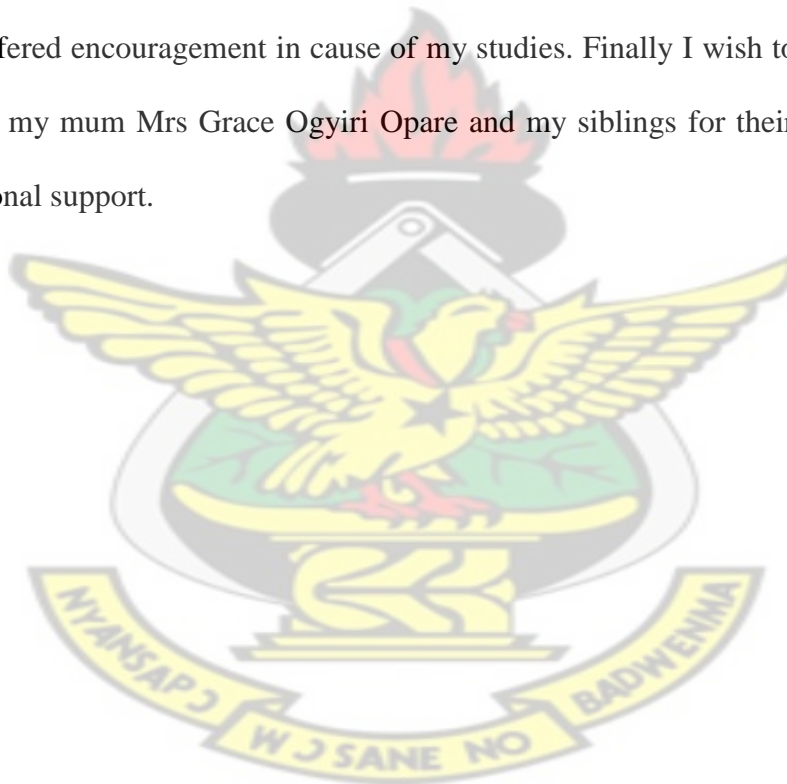 fered encouragement in cause of my studies. Finally I wish to
my mum Mrs Grace Ogyiri Opare and my siblings for their
onal support.
NYANSAPƆ
WƆSANE NO
BADWENMA